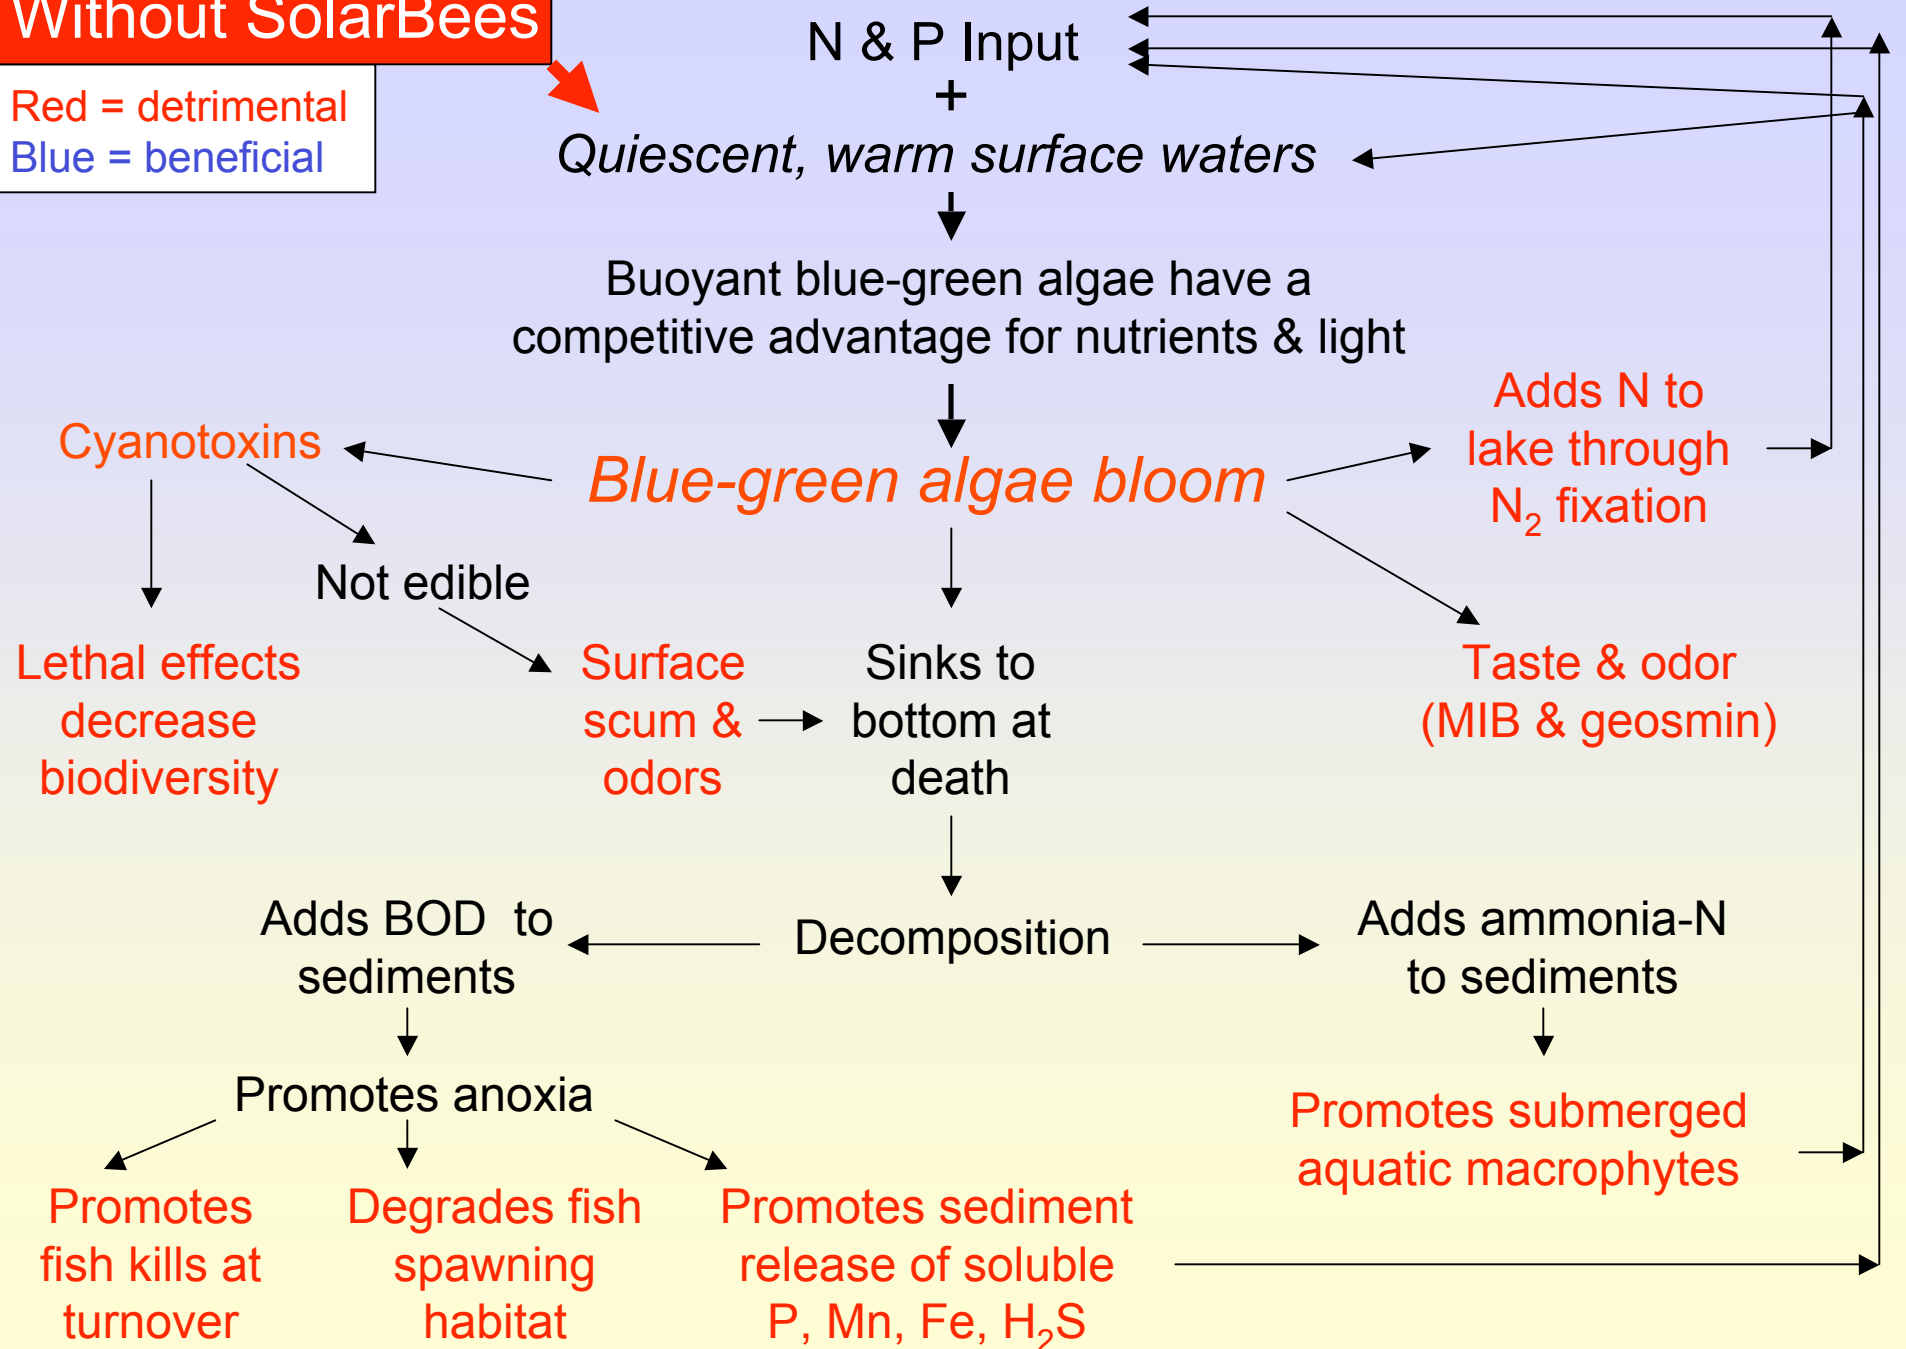 Without SolarBees
Red = detrimental
Blue = beneficial
N & P Input
+
Quiescent, warm surface waters
Buoyant blue-green algae have a
competitive advantage for nutrients & light
Cyanotoxins
Blue-green algae bloom
Adds N to
lake through
N₂ fixation
Not edible
Lethal effects
decrease
biodiversity
Surface
scum &
odors
Sinks to
bottom at
death
Taste & odor
(MIB & geosmin)
Adds BOD to
sediments
Decomposition
Adds ammonia-N
to sediments
Promotes anoxia
Promotes submerged
aquatic macrophytes
Promotes
fish kills at
turnover
Degrades fish
spawning
habitat
Promotes sediment
release of soluble
P, Mn, Fe, H₂S